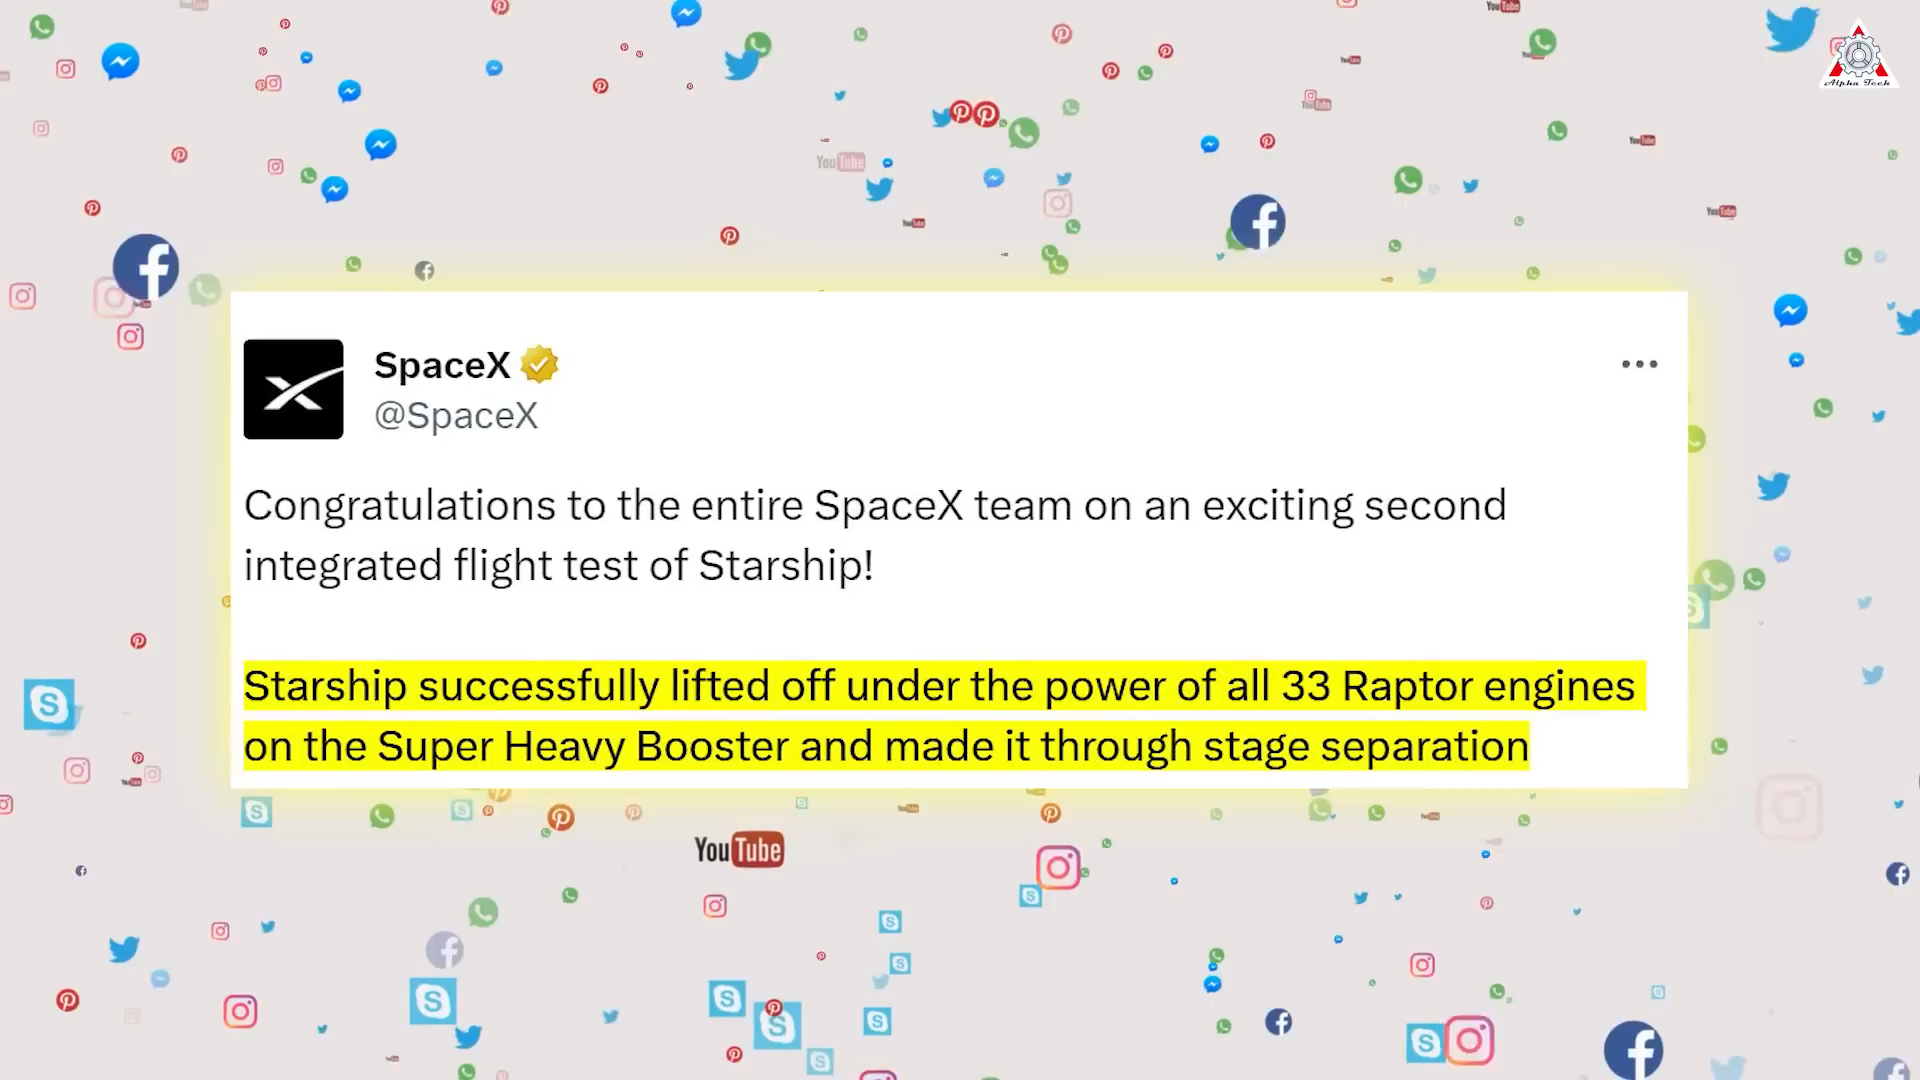 Alpha Tech
SpaceX
@SpaceX
Congratulations to the entire SpaceX team on an exciting second
integrated flight test of Starship!
Starship successfully lifted off under the power of all 33 Raptor engines
on the Super Heavy Booster and made it through stage separation
YouTube